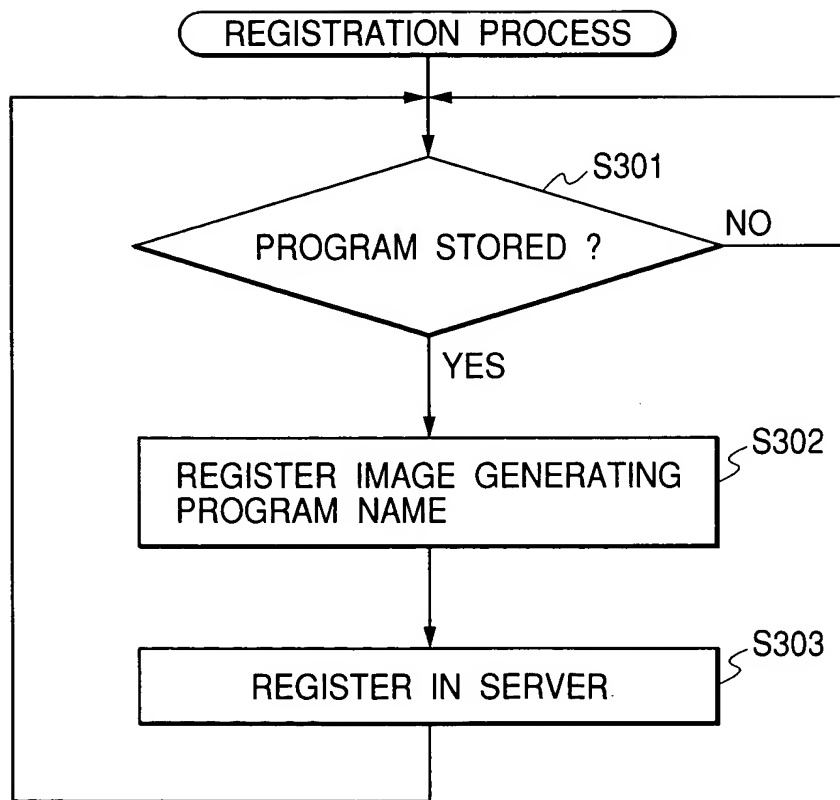 REGISTRATION PROCESS
S301
PROGRAM STORED ?
NO
YES
S302
REGISTER IMAGE GENERATING
PROGRAM NAME
S303
REGISTER IN SERVER